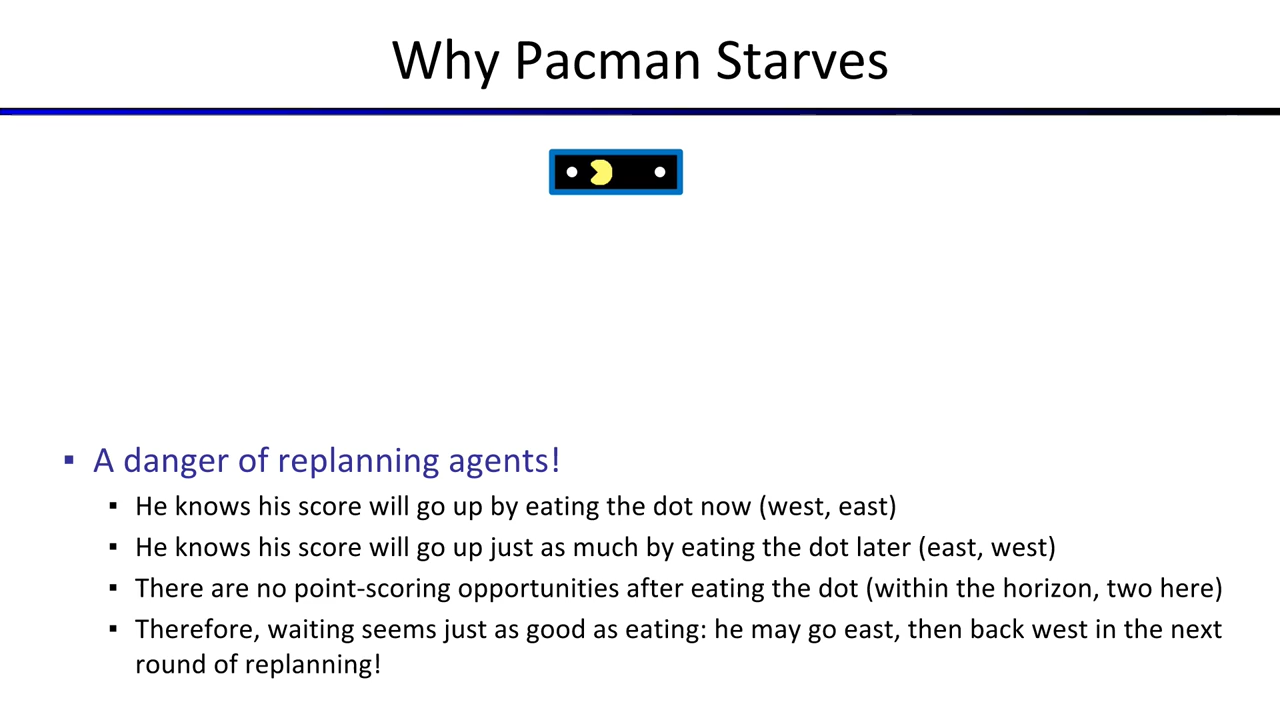 Why Pacman Starves
▪ A danger of replanning agents!
▪ He knows his score will go up by eating the dot now (west, east)
▪ He knows his score will go up just as much by eating the dot later (east, west)
▪ There are no point-scoring opportunities after eating the dot (within the horizon, two here)
▪ Therefore, waiting seems just as good as eating: he may go east, then back west in the next
round of replanning!